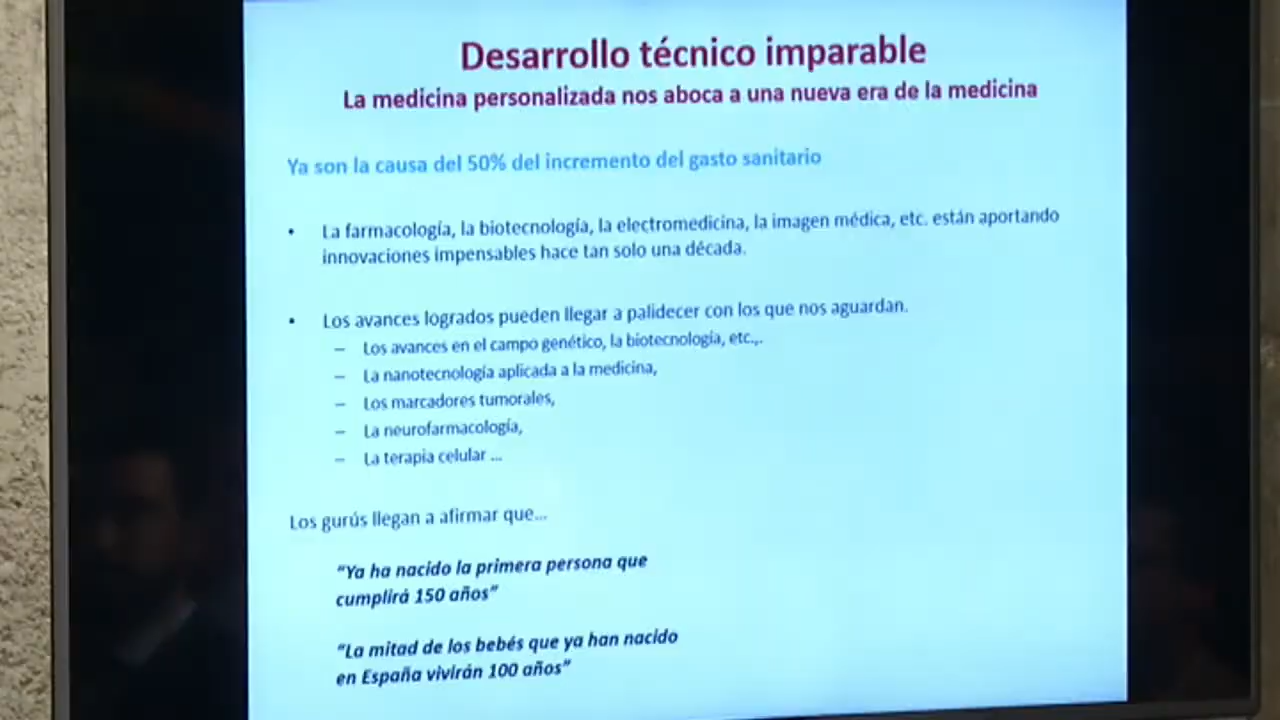 Desarrollo técnico imparable
La medicina personalizada nos aboca a una nueva era de la medicina
Ya son la causa del 50% del incremento del gasto sanitario
• La farmacología, la biotecnología, la electromedicina, la imagen médica, etc. están aportando
innovaciones impensables hace tan solo una década.
• Los avances logrados pueden llegar a palidecer con los que nos aguardan.
– Los avances en el campo genético, la biotecnología, etc.,.
– La nanotecnología aplicada a la medicina,
– Los marcadores tumorales,
– La neurofarmacología,
– La terapia celular ...
Los gurús llegan a afirmar que...
“Ya ha nacido la primera persona que
cumplirá 150 años”
“La mitad de los bebés que ya han nacido
en España vivirán 100 años”